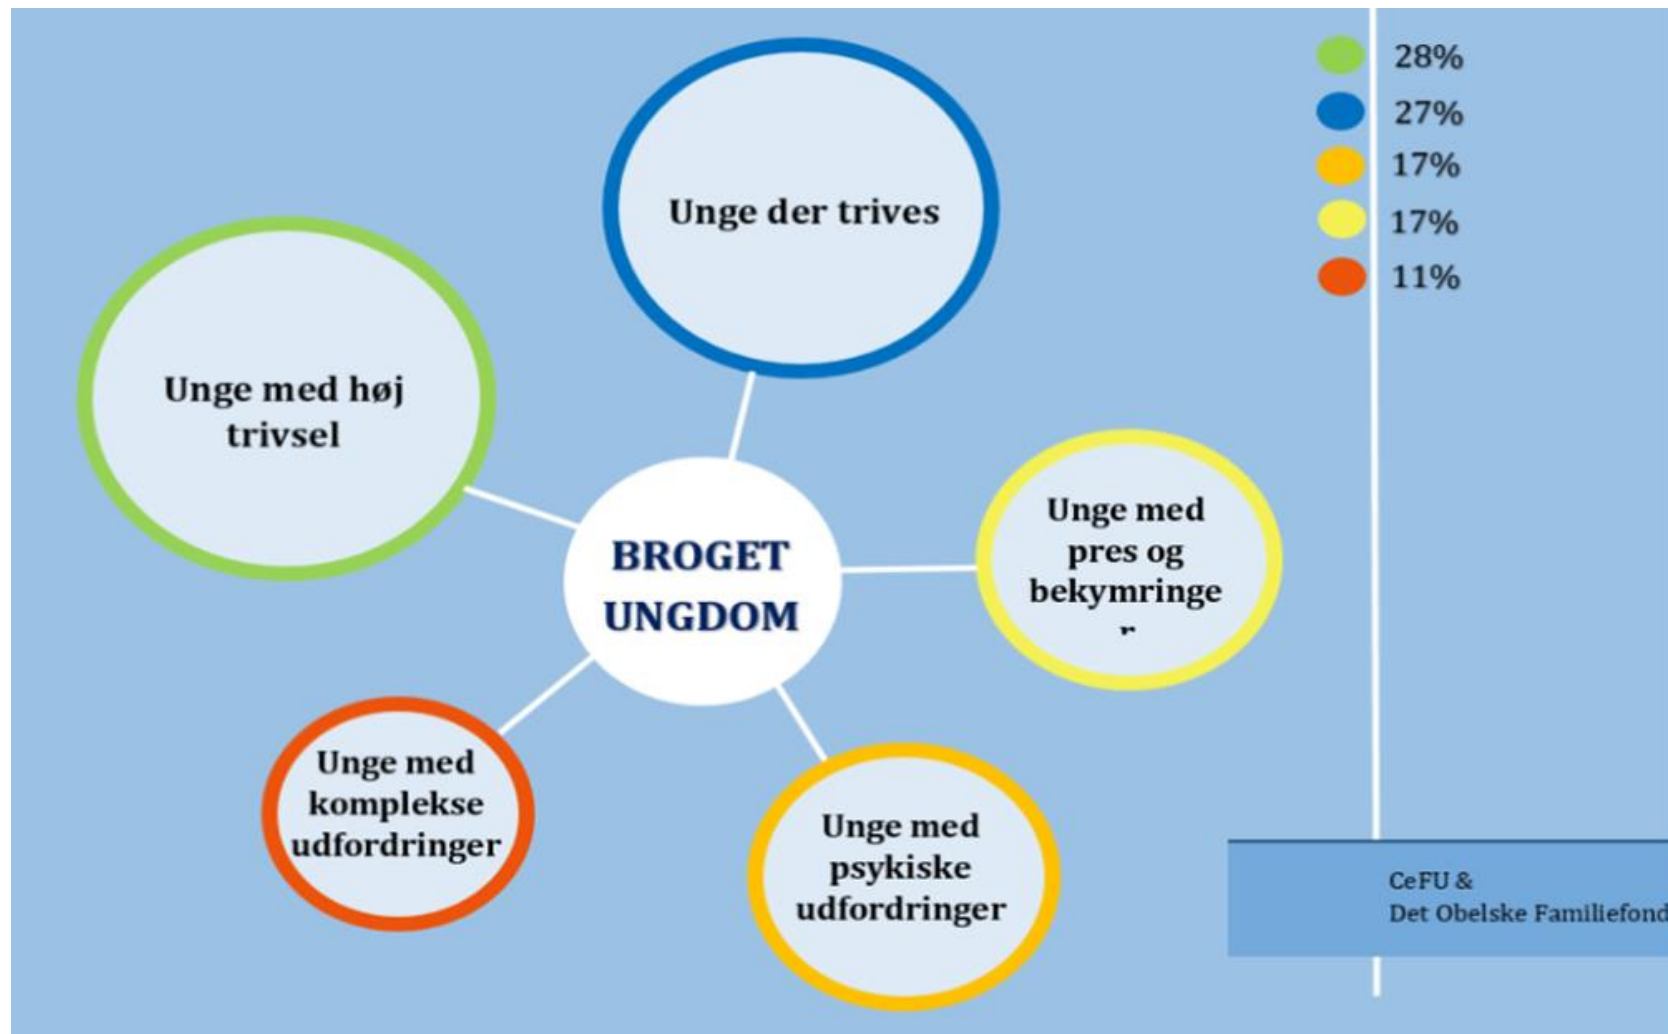 Unge der trives
Unge med høj
trivsel
BROGET
UNGDOM
Unge med
pres og
bekymringe
r
Unge med
komplekse
udfordringer
Unge med
psykiske
udfordringer
28%
27%
17%
17%
11%
CeFU &
Det Obelske Familiefond